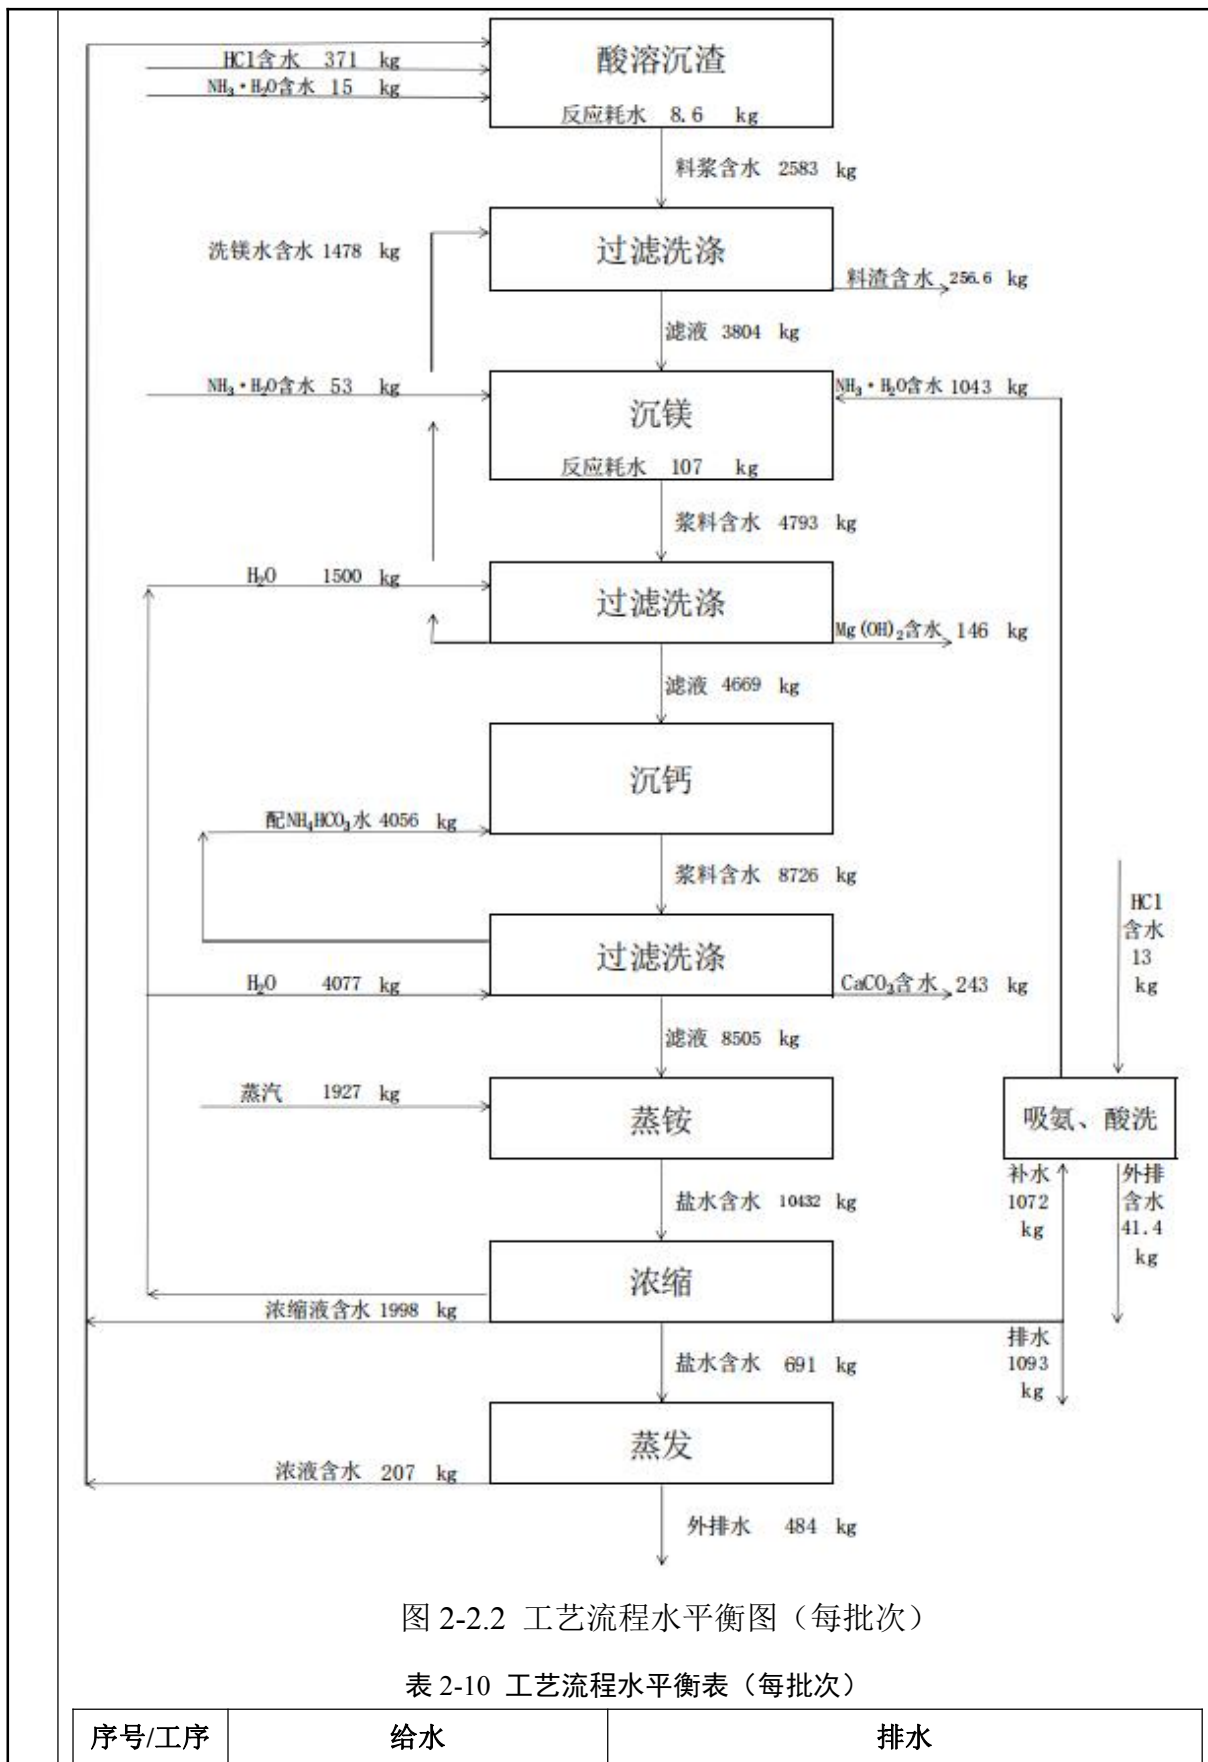 酸溶沉渣
HCl含水 371 kg
NH₃·H₂O含水 15 kg
反应耗水 8.6 kg
料浆含水 2583 kg
洗镁水含水 1478 kg
过滤洗涤
料渣含水 256.6 kg
滤液 3804 kg
NH₃·H₂O含水 53 kg
NH₃·H₂O含水 1043 kg
沉镁
反应耗水 107 kg
浆料含水 4793 kg
H₂O 1500 kg
过滤洗涤
Mg(OH)₂含水 146 kg
滤液 4669 kg
沉钙
配NH₄HCO₃水 4056 kg
浆料含水 8726 kg
HCl
含水
13
kg
过滤洗涤
H₂O 4077 kg
CaCO₃含水 243 kg
滤液 8505 kg
蒸汽 1927 kg
蒸铵
吸氨、酸洗
盐水含水 10432 kg
补水
1072
kg
外排
含水
41.4
kg
浓缩
浓缩液含水 1998 kg
排水
1093
kg
盐水含水 691 kg
蒸发
浓液含水 207 kg
外排水 484 kg
图 2-2.2 工艺流程水平衡图（每批次）
表 2-10 工艺流程水平衡表（每批次）
序号/工序 给水 排水